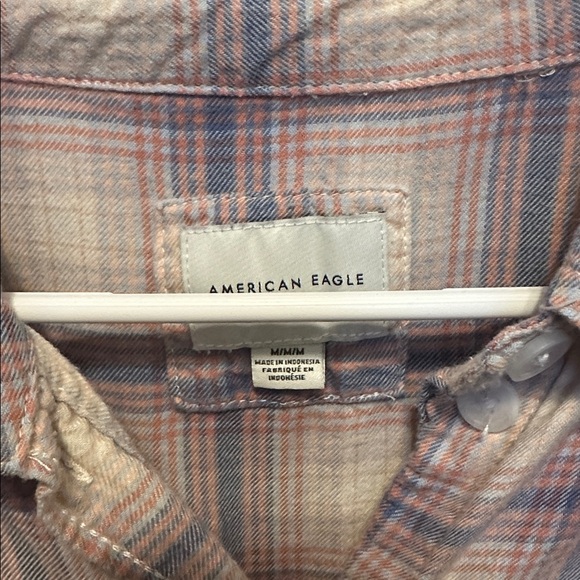 AMERICAN EAGLE
M/M/M
MADE IN INDONESIA
FABRIQUÉ EN
INDONÉSIE